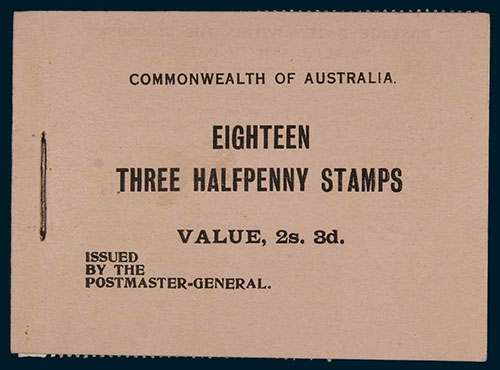 COMMONWEALTH OF AUSTRALIA.
EIGHTEEN
THREE HALFPENNY STAMPS
VALUE, 2s. 3d.
ISSUED
BY THE
POSTMASTER-GENERAL.